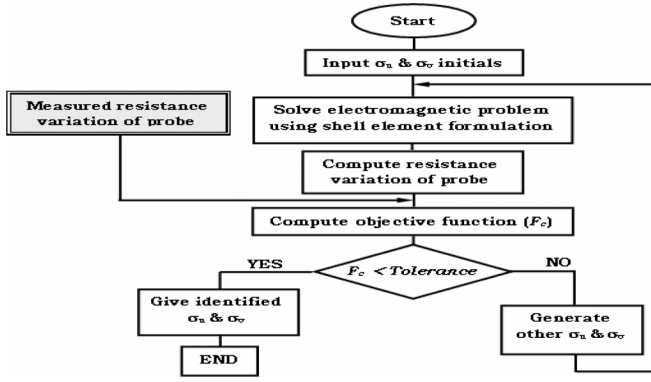 Start
Input σu & σv initials
Measured resistance
variation of probe
Solve electromagnetic problem
using shell element formulation
Compute resistance
variation of probe
Compute objective function (Fc)
YES
Fc < Tolerance
NO
Give identified
σu & σv
Generate
other σu & σv
END